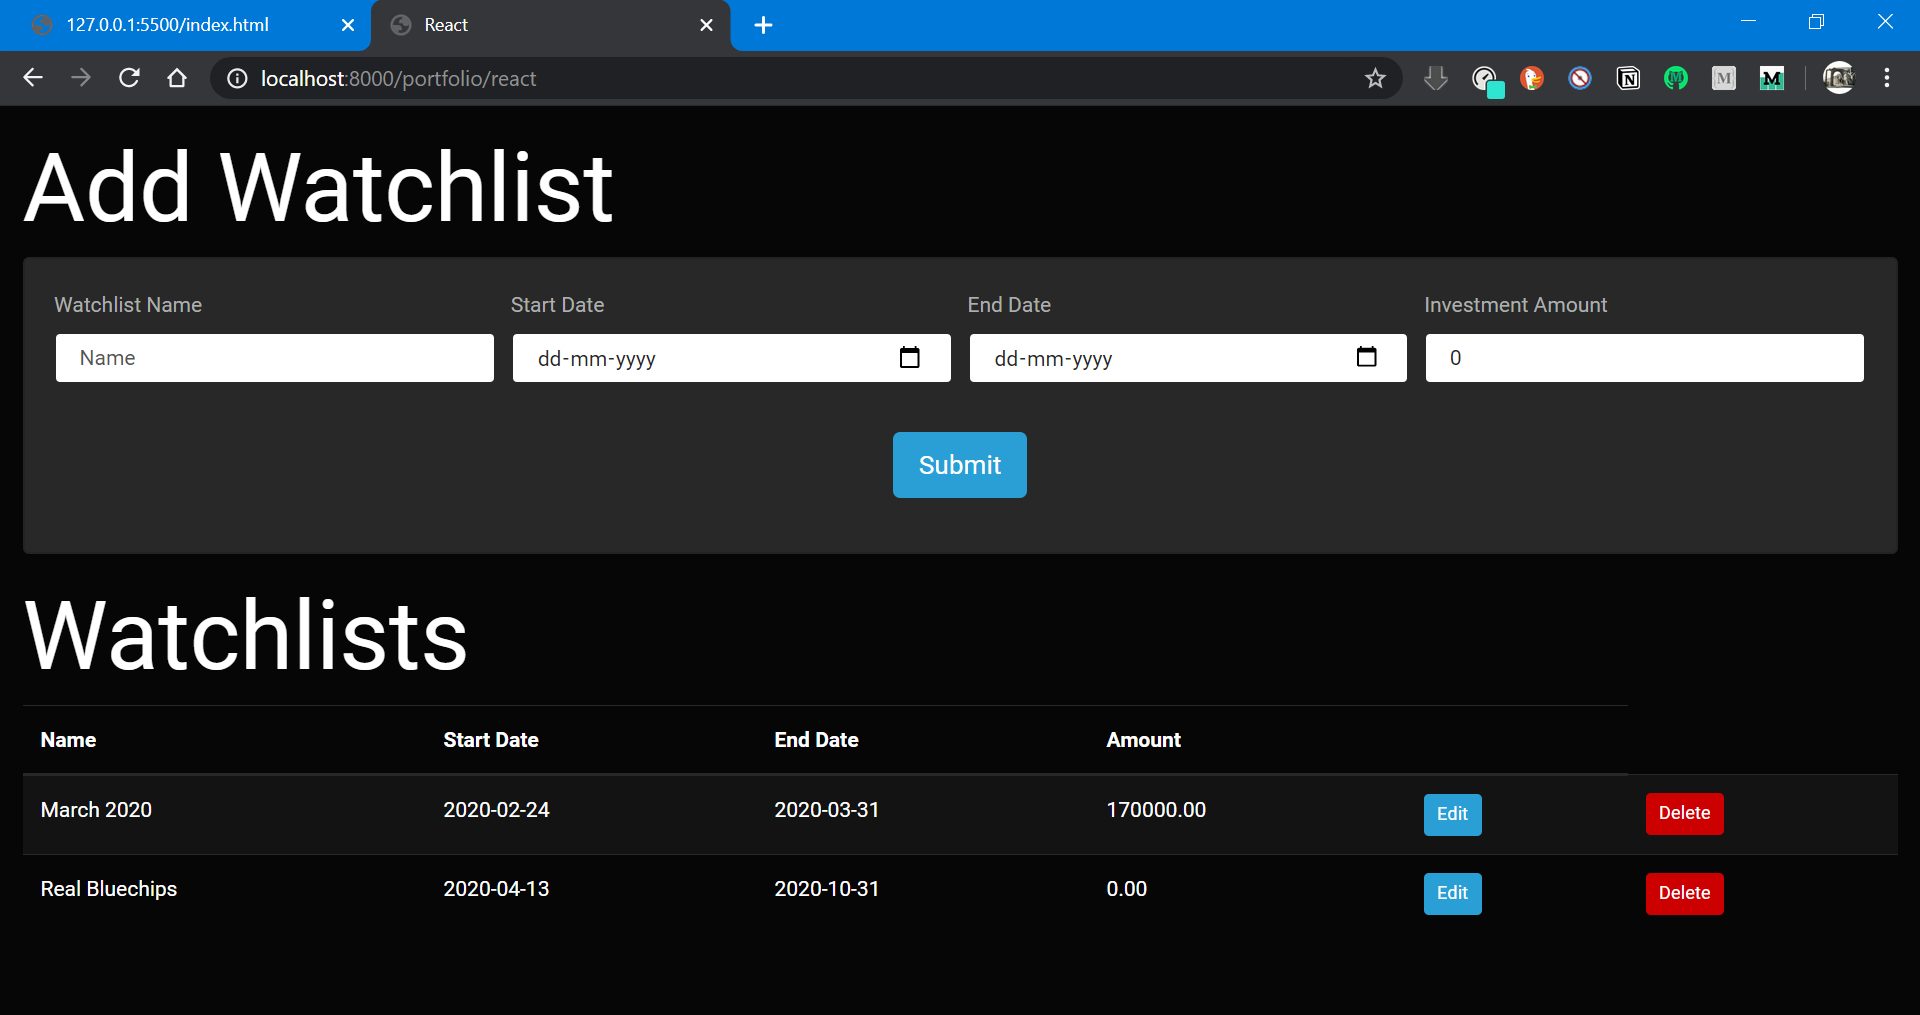 127.0.0.1:5500/index.html React
localhost:8000/portfolio/react
Add Watchlist
Watchlist Name Start Date End Date Investment Amount
Name dd-mm-yyyy dd-mm-yyyy 0
Submit
Watchlists
Name Start Date End Date Amount
March 2020 2020-02-24 2020-03-31 170000.00 Edit Delete
Real Bluechips 2020-04-13 2020-10-31 0.00 Edit Delete